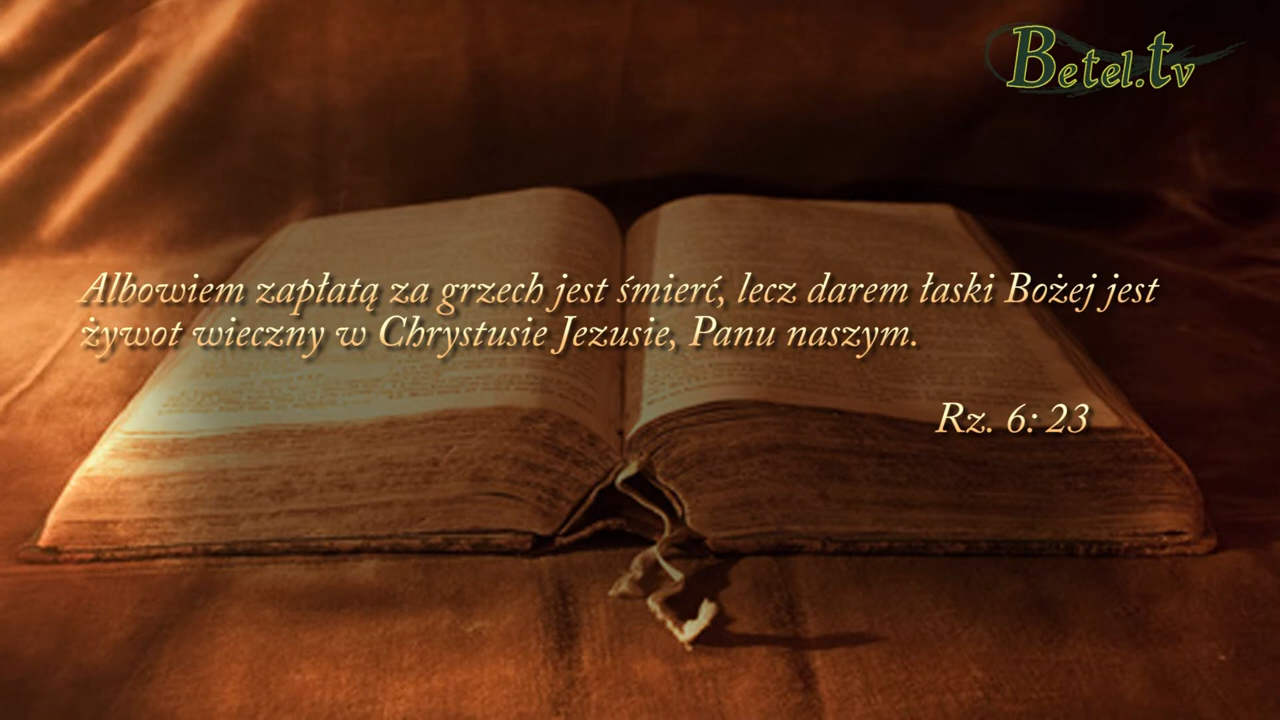 Betel.tv
Albowiem zapłatą za grzech jest śmierć, lecz darem łaski Bożej jest
żywot wieczny w Chrystusie Jezusie, Panu naszym.
Rz. 6: 23